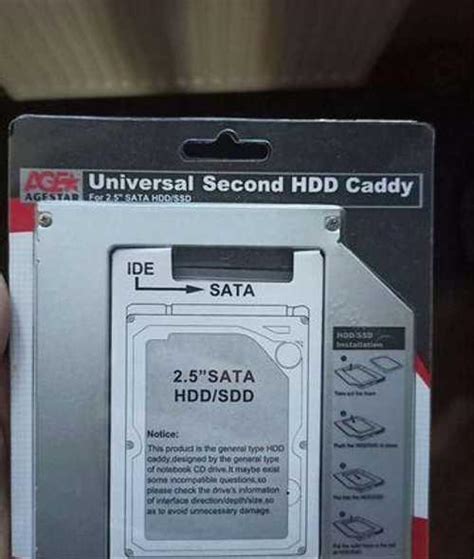 AGE★
AGESTAR
Universal Second HDD Caddy
For 2.5" SATA HDD/SSD
IDE
SATA
2.5"SATA
HDD/SDD
Notice:
This product is the general type HDD
caddy,designed by the general type
of notebook CD drive.It maybe exist
some incompatible questions,so
please check the drive's information
of interface direction/depth/size,so
as to avoid unnecessary damage.
HDD/SSD
Installation